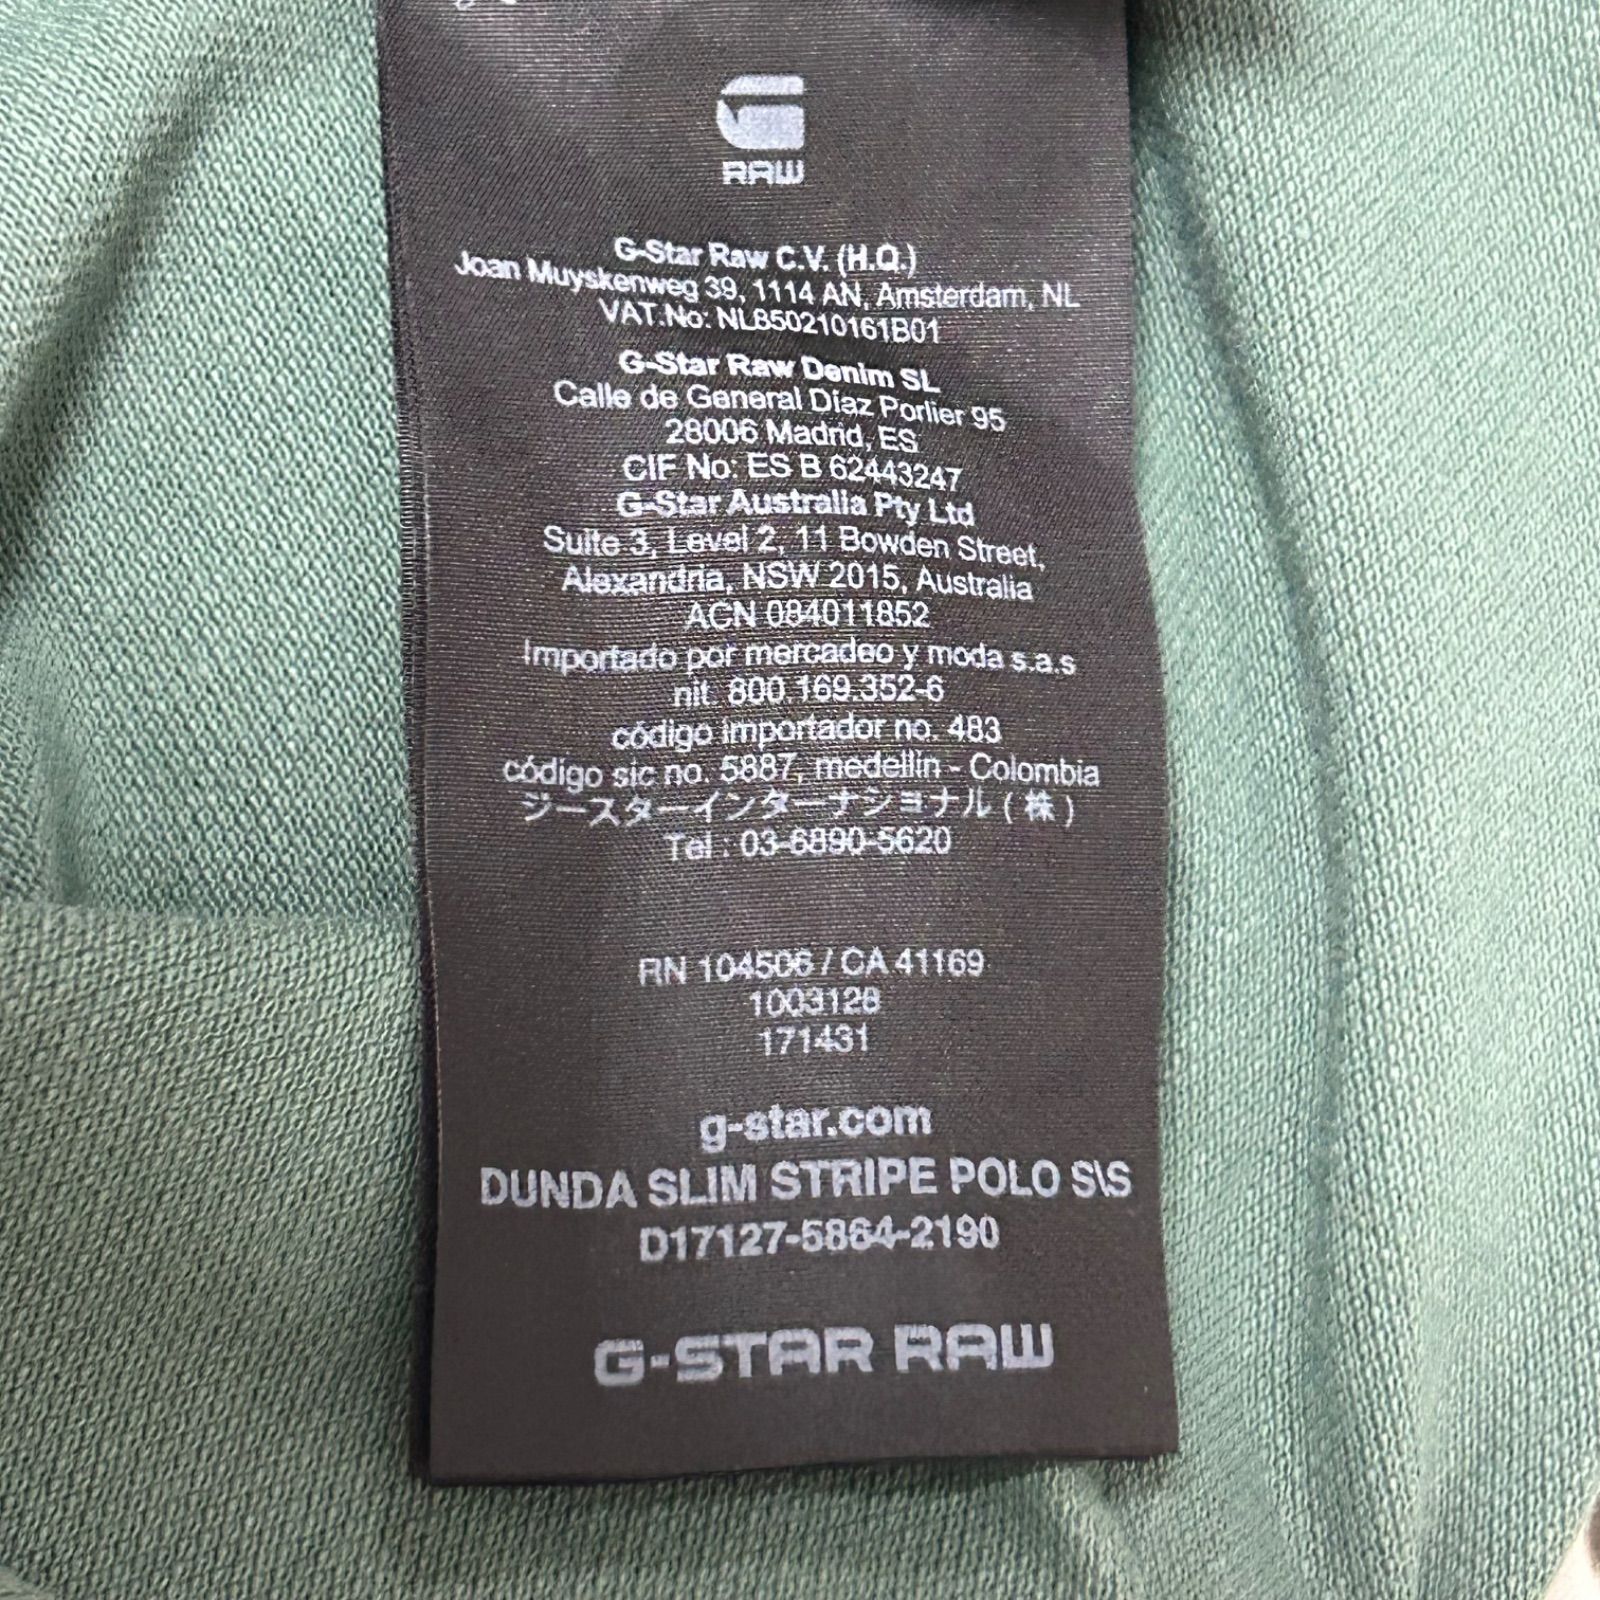 RAW
G-Star Raw C.V. (H.Q.)
Joan Muyskenweg 39, 1114 AN, Amsterdam, NL
VAT.No: NL850210161B01
G-Star Raw Denim SL
Calle de General Díaz Porlier 95
28006 Madrid, ES
CIF No: ES B 62443247
G-Star Australia Pty Ltd
Suite 3, Level 2, 11 Bowden Street,
Alexandria, NSW 2015, Australia
ACN 084011852
Importado por mercadeo y moda s.a.s
nit. 800.169.352-6
código importador no. 483
código sic no. 5887, medellín - Colombia
ジースターインターナショナル(株)
Tel : 03-6890-5620
RN 104506 / CA 41169
1003128
171431
g-star.com
DUNDA SLIM STRIPE POLO S\S
D17127-5864-2190
G-STAR RAW